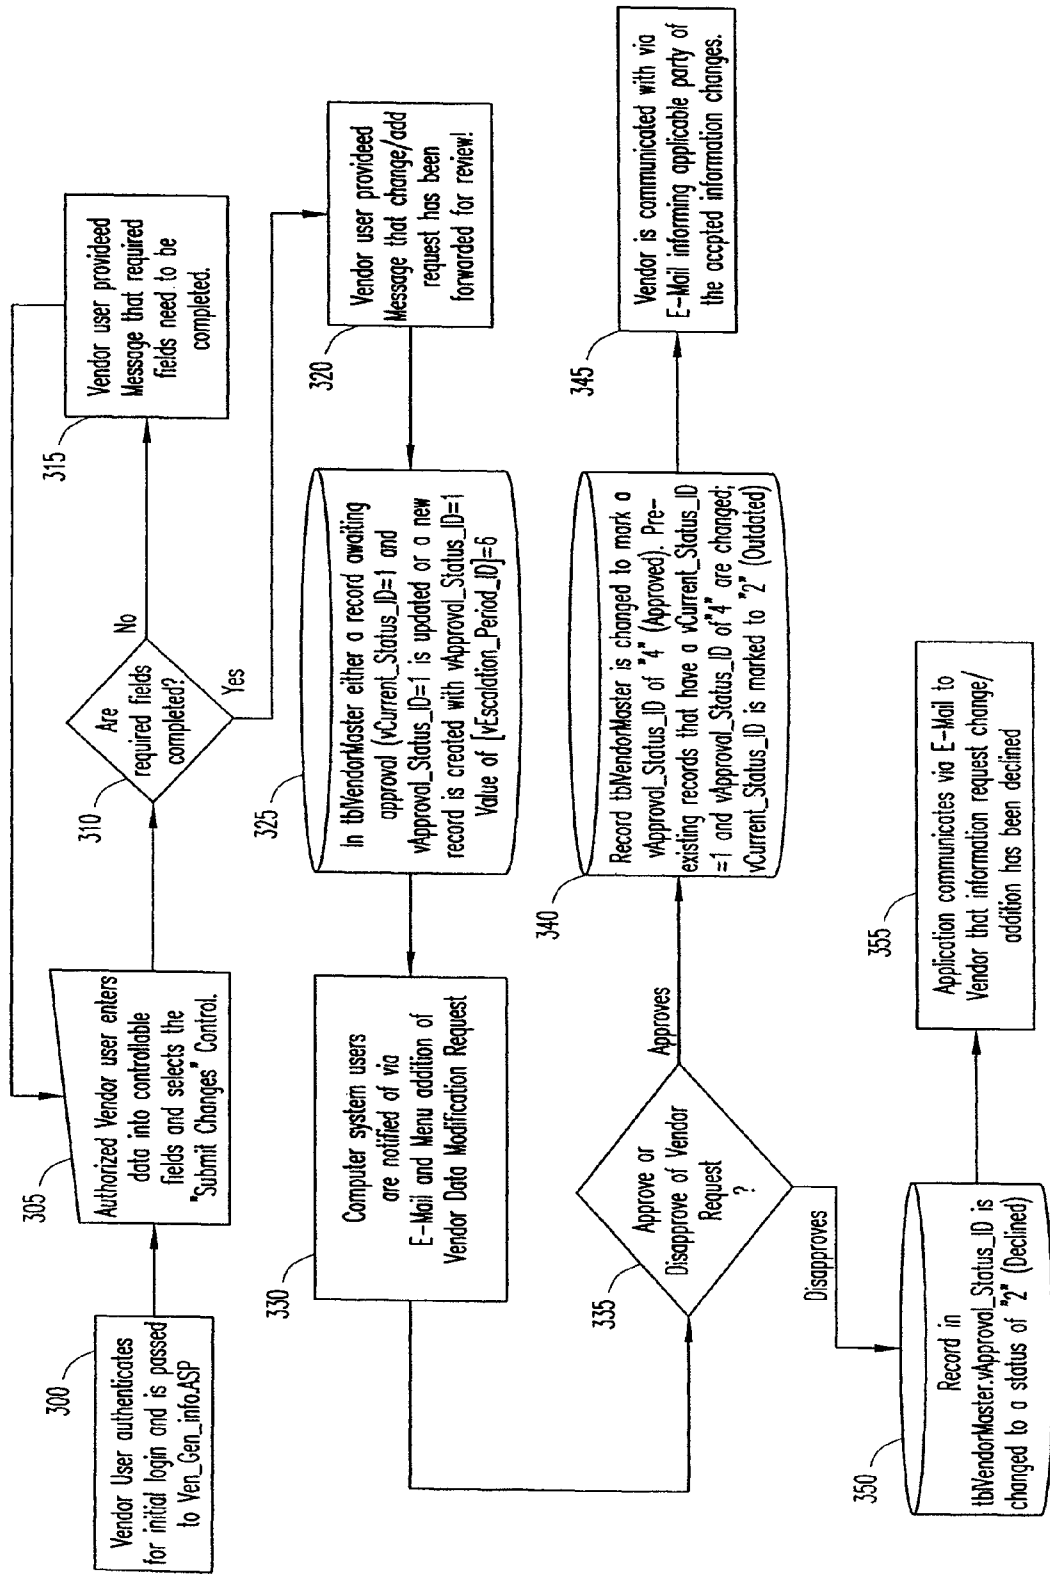 300
Vendor User authenticates
for initial login and is passed
to Ven_Gen_info.ASP
305
Authorized Vendor user enters
data into controllable
fields and selects the
"Submit Changes" Control.
310
Are
required fields
completed?
No
Yes
315
Vendor user provideed
Message that required
fields need to be
completed.
320
Vendor user provideed
Message that change/add
request has been
forwarded for review!
325
In tblVendorMaster either a record awaiting
approval (vCurrent_Status_ID=1 and
vApproval_Status_ID=1 is updated or a new
record is created with vApproval_Status_ID=1
Value of [vEscalation_Period_ID]=6
330
Computer system users
are notified of via
E-Mail and Menu addition of
Vendor Data Modification Request
335
Approve or
Disapprove of Vendor
Request
?
Approves
Disapproves
340
Record tblVendorMaster is changed to mark a
vApproval_Status_ID of "4" (Approved). Pre-
existing records that have a vCurrent_Status_ID
=1 and vApproval_Status_ID of"4" are changed;
vCurrent_Status_ID is marked to "2" (Outdated)
345
Vendor is communicated with via
E-Mail informing applicable party of
the accpted information changes.
350
Record in
tblVendorMaster.vApproval_Status_ID is
changed to a status of "2" (Declined)
355
Application communicates via E-Mail to
Vendor that information request change/
addition has been declined